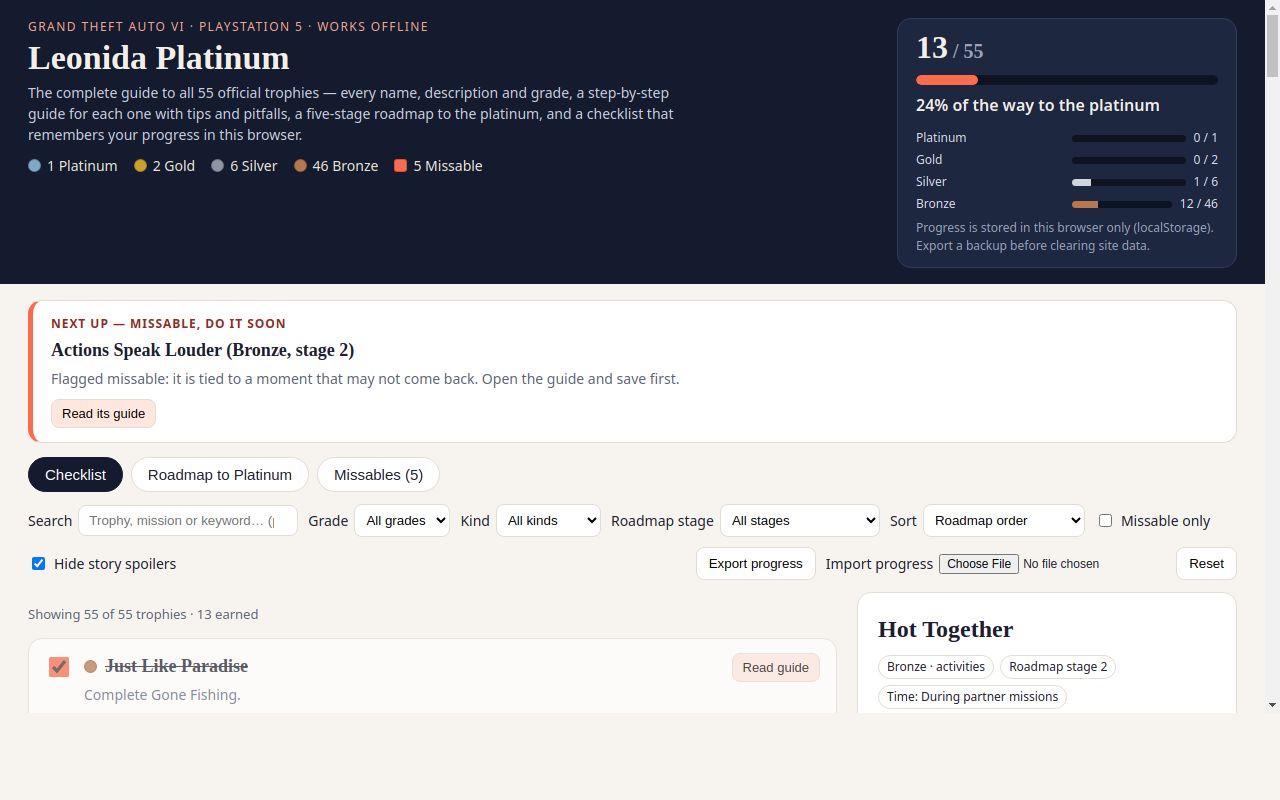 GRAND THEFT AUTO VI · PLAYSTATION 5 · WORKS OFFLINE
Leonida Platinum
The complete guide to all 55 official trophies — every name, description and grade, a step-by-step
guide for each one with tips and pitfalls, a five-stage roadmap to the platinum, and a checklist that
remembers your progress in this browser.
1 Platinum 2 Gold 6 Silver 46 Bronze 5 Missable
13 / 55
24% of the way to the platinum
Platinum 0 / 1
Gold 0 / 2
Silver 1 / 6
Bronze 12 / 46
Progress is stored in this browser only (localStorage).
Export a backup before clearing site data.
NEXT UP — MISSABLE, DO IT SOON
Actions Speak Louder (Bronze, stage 2)
Flagged missable: it is tied to a moment that may not come back. Open the guide and save first.
Read its guide
Checklist Roadmap to Platinum Missables (5)
Search Trophy, mission or keyword… ( Grade All grades Kind All kinds Roadmap stage All stages Sort Roadmap order Missable only
Hide story spoilers Export progress Import progress Choose File No file chosen Reset
Showing 55 of 55 trophies · 13 earned
Just Like Paradise Read guide
Complete Gone Fishing.
Hot Together
Bronze · activities Roadmap stage 2
Time: During partner missions